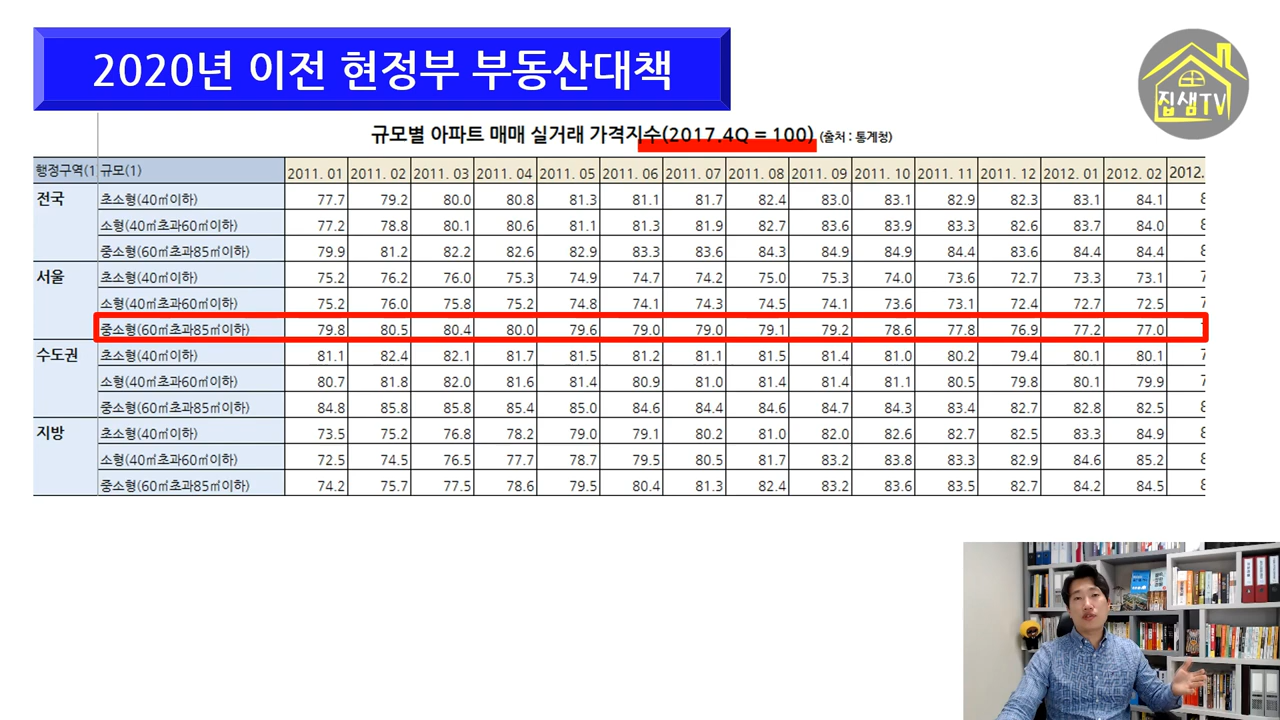 2020년 이전 현정부 부동산대책
집샘TV
규모별 아파트 매매 실거래 가격지수(2017.4Q = 100) (출처 : 통계청)
행정구역(1 규모(1) 2011. 01 2011. 02 2011. 03 2011. 04 2011. 05 2011. 06 2011. 07 2011. 08 2011. 09 2011. 10 2011. 11 2011. 12 2012. 01 2012. 02 2012.
전국 초소형(40㎡이하) 77.7 79.2 80.0 80.8 81.3 81.1 81.7 82.4 83.0 83.1 82.9 82.3 83.1 84.1 8
소형(40㎡초과60㎡이하) 77.2 78.8 80.1 80.6 81.1 81.3 81.9 82.7 83.6 83.9 83.3 82.6 83.7 84.0 8
중소형(60㎡초과85㎡이하) 79.9 81.2 82.2 82.6 82.9 83.3 83.6 84.3 84.9 84.9 84.4 83.6 84.4 84.4 8
서울 초소형(40㎡이하) 75.2 76.2 76.0 75.3 74.9 74.7 74.2 75.0 75.3 74.0 73.6 72.7 73.3 73.1 7
소형(40㎡초과60㎡이하) 75.2 76.0 75.8 75.2 74.8 74.1 74.3 74.5 74.1 73.6 73.1 72.4 72.7 72.5 7
중소형(60㎡초과85㎡이하) 79.8 80.5 80.4 80.0 79.6 79.0 79.0 79.1 79.2 78.6 77.8 76.9 77.2 77.0
수도권 초소형(40㎡이하) 81.1 82.4 82.1 81.7 81.5 81.2 81.1 81.5 81.4 81.0 80.2 79.4 80.1 80.1 7
소형(40㎡초과60㎡이하) 80.7 81.8 82.0 81.6 81.4 80.9 81.0 81.4 81.4 81.1 80.5 79.8 80.1 79.9 7
중소형(60㎡초과85㎡이하) 84.8 85.8 85.8 85.4 85.0 84.6 84.4 84.6 84.7 84.3 83.4 82.7 82.8 82.5 8
지방 초소형(40㎡이하) 73.5 75.2 76.8 78.2 79.0 79.1 80.2 81.0 82.0 82.6 82.7 82.5 83.3 84.9 8
소형(40㎡초과60㎡이하) 72.5 74.5 76.5 77.7 78.7 79.5 80.5 81.7 83.2 83.8 83.3 82.9 84.6 85.2 8
중소형(60㎡초과85㎡이하) 74.2 75.7 77.5 78.6 79.5 80.4 81.3 82.4 83.2 83.6 83.5 82.7 84.2 84.5 8